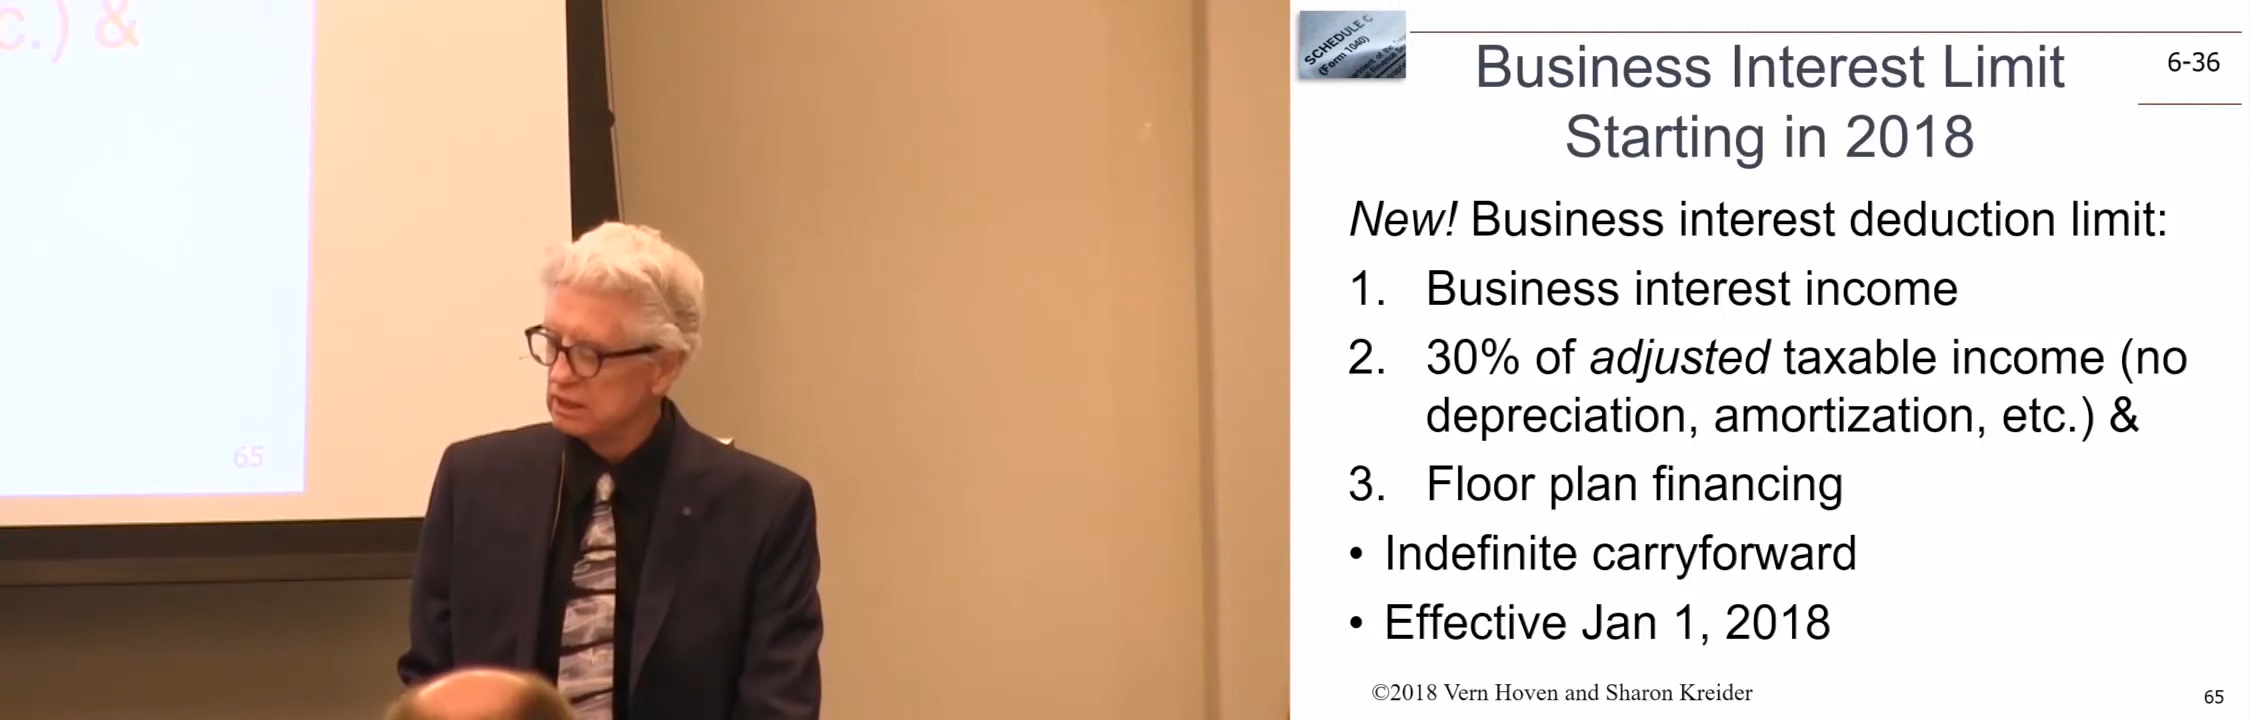 c.) &
65
SCHEDULE C
(Form 1040)
Business Interest Limit
Starting in 2018
6-36
New! Business interest deduction limit:
1. Business interest income
2. 30% of adjusted taxable income (no
depreciation, amortization, etc.) &
3. Floor plan financing
• Indefinite carryforward
• Effective Jan 1, 2018
©2018 Vern Hoven and Sharon Kreider
65